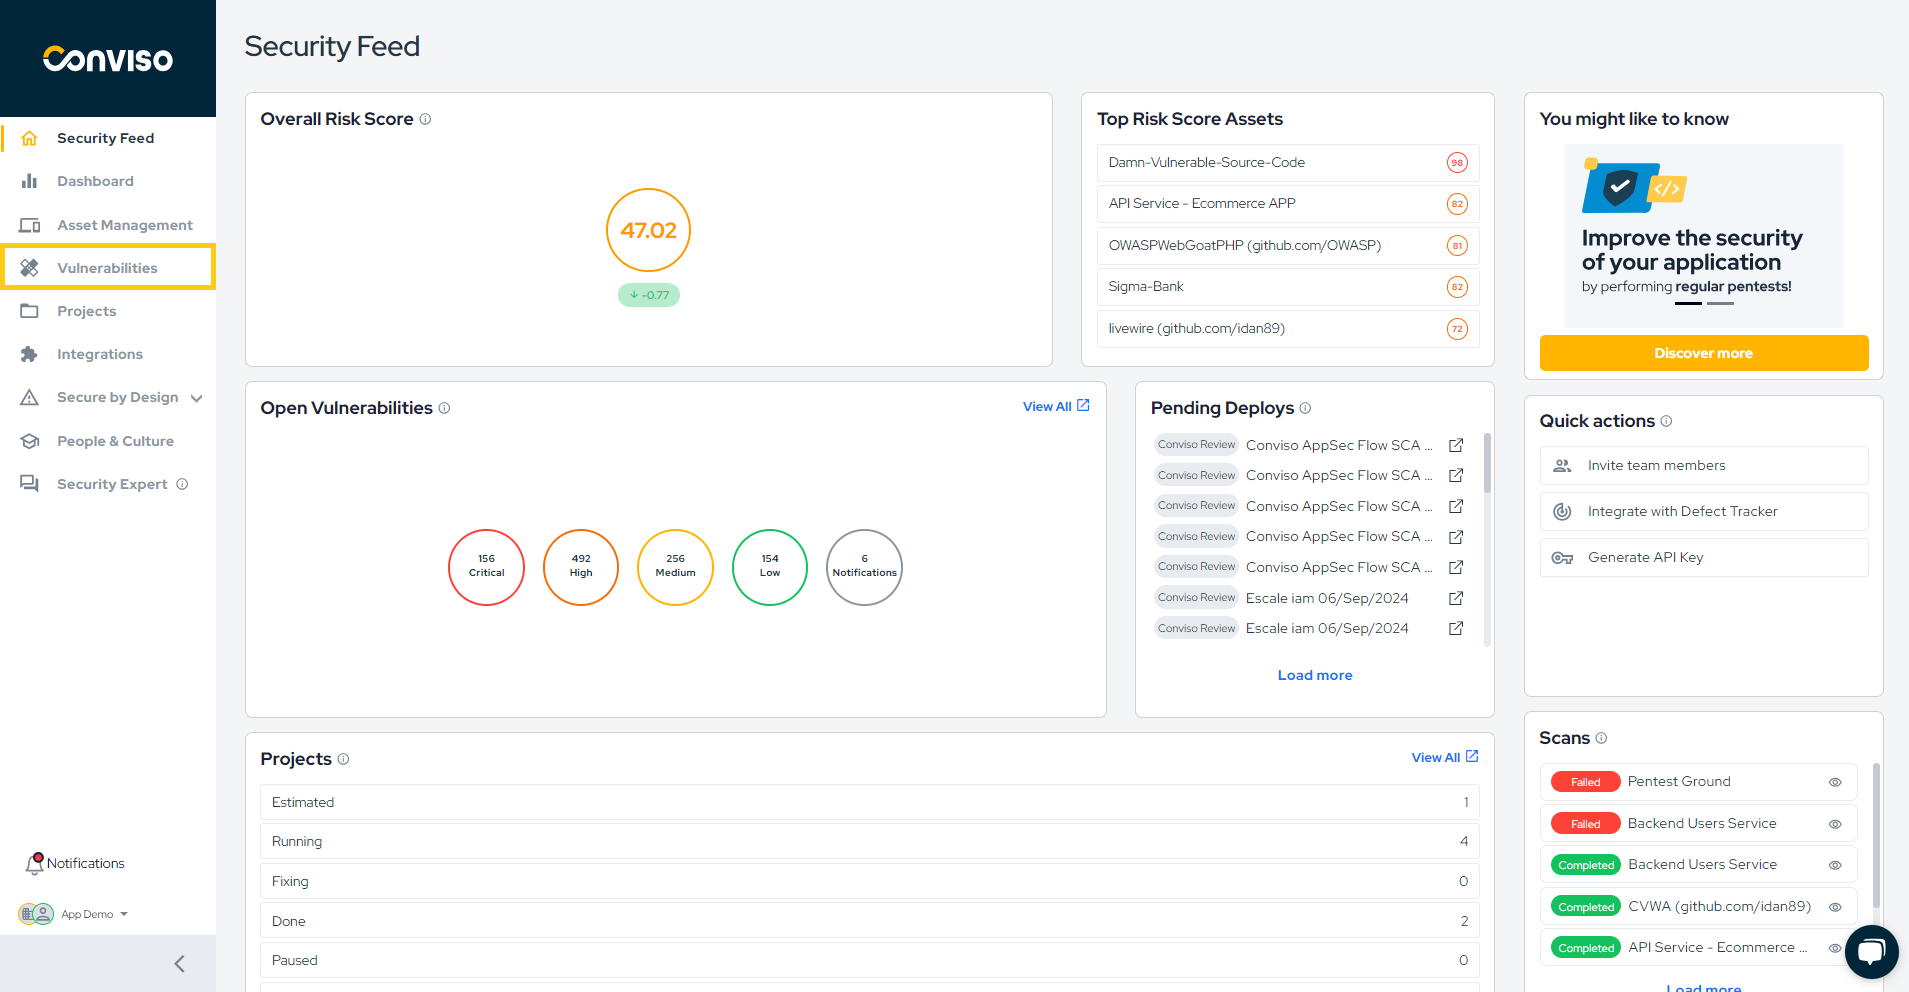 Conviso
Security Feed
Dashboard
Asset Management
Vulnerabilities
Projects
Integrations
Secure by Design
People & Culture
Security Expert
Notifications
App Demo
Security Feed
Overall Risk Score
47.02
-0.77
Top Risk Score Assets
Damn-Vulnerable-Source-Code 98
API Service - Ecommerce APP 82
OWASPWebGoatPHP (github.com/OWASP) 81
Sigma-Bank 82
livewire (github.com/idan89) 72
You might like to know
Improve the security
of your application
by performing regular pentests!
Discover more
Open Vulnerabilities
View All
156
Critical
492
High
256
Medium
154
Low
6
Notifications
Pending Deploys
Conviso Review Conviso AppSec Flow SCA ...
Conviso Review Conviso AppSec Flow SCA ...
Conviso Review Conviso AppSec Flow SCA ...
Conviso Review Conviso AppSec Flow SCA ...
Conviso Review Conviso AppSec Flow SCA ...
Conviso Review Escale iam 06/Sep/2024
Conviso Review Escale iam 06/Sep/2024
Load more
Quick actions
Invite team members
Integrate with Defect Tracker
Generate API Key
Projects
View All
Estimated 1
Running 4
Fixing 0
Done 2
Paused 0
Scans
Failed Pentest Ground
Failed Backend Users Service
Completed Backend Users Service
Completed CVWA (github.com/idan89)
Completed API Service - Ecommerce ...
Load more